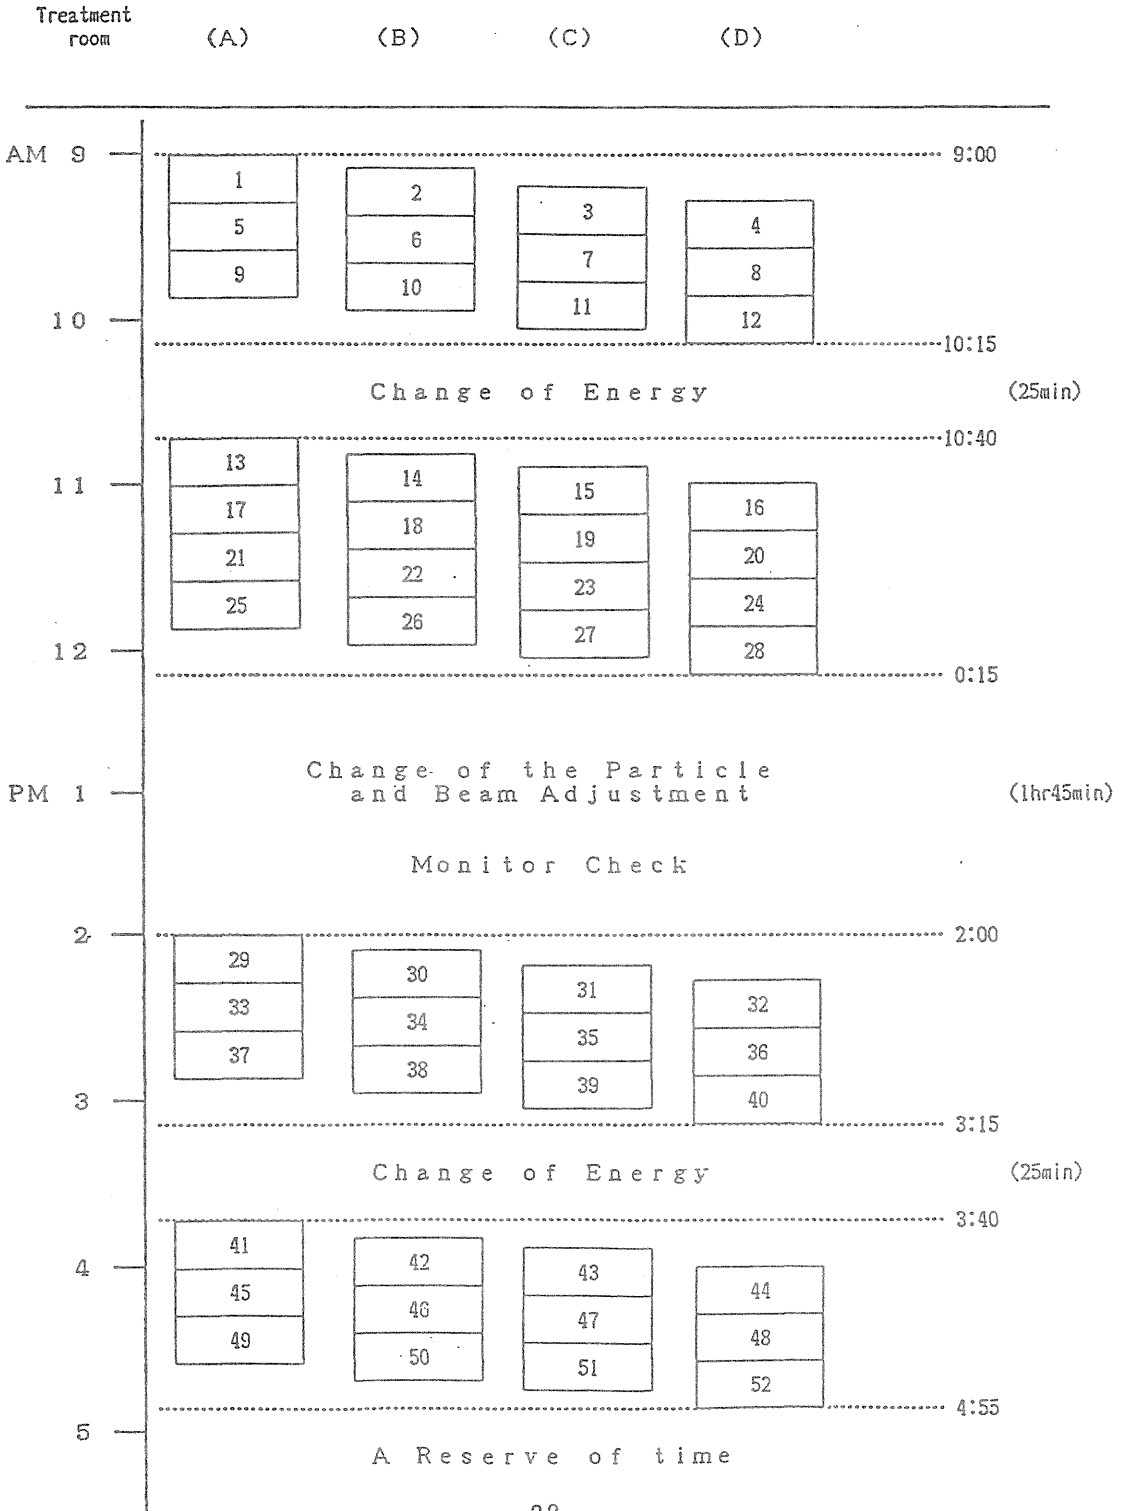 Treatment
room (A) (B) (C) (D)
AM 9 9:00
1 2 3 4
5 6 7 8
9 10 11 12
10
10:15
Change of Energy (25min)
10:40
13 14 15 16
11
17 18 19 20
21 22 23 24
25 26 27 28
12
0:15
Change of the Particle
PM 1 and Beam Adjustment (1hr45min)
Monitor Check
2 2:00
29 30 31 32
33 34 35 36
37 38 39 40
3
3:15
Change of Energy (25min)
3:40
41 42 43 44
4
45 46 47 48
49 50 51 52
4:55
5
A Reserve of time